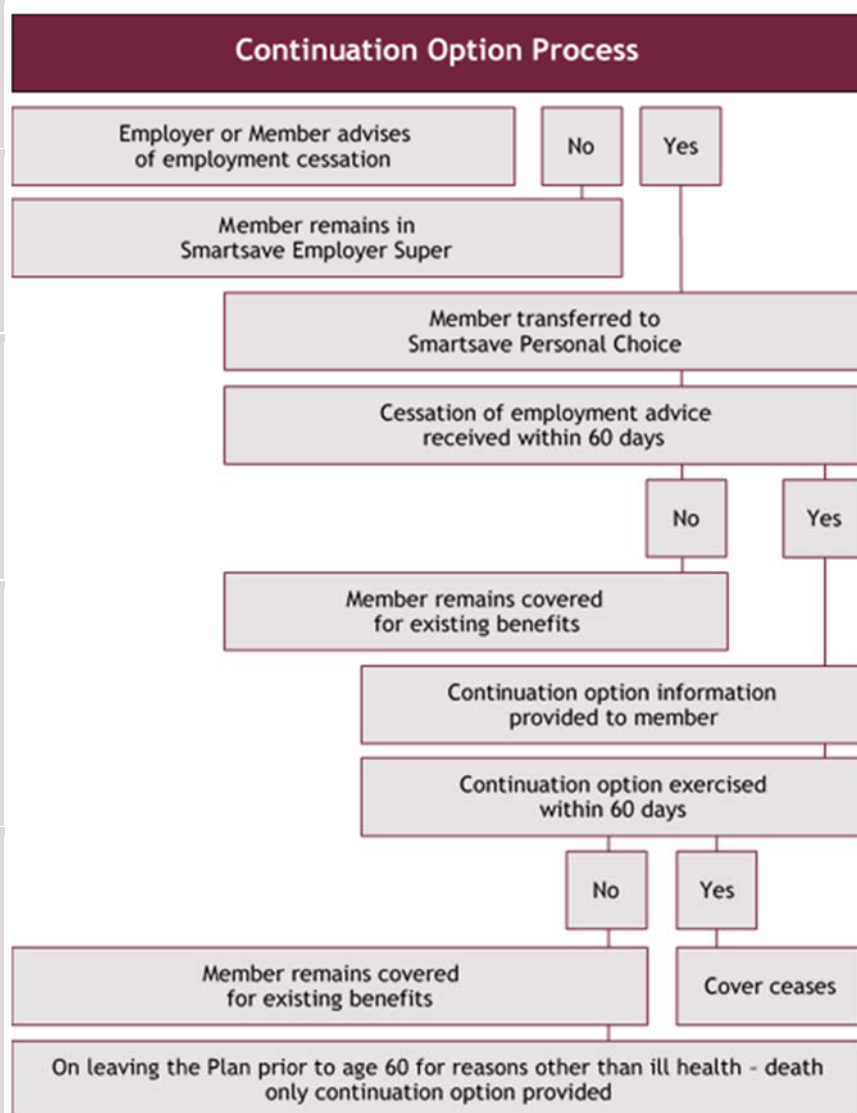 Continuation Option Process
Employer or Member advises
of employment cessation
No
Yes
Member remains in
Smartsave Employer Super
Member transferred to
Smartsave Personal Choice
Cessation of employment advice
received within 60 days
No
Yes
Member remains covered
for existing benefits
Continuation option information
provided to member
Continuation option exercised
within 60 days
No
Yes
Member remains covered
for existing benefits
Cover ceases
On leaving the Plan prior to age 60 for reasons other than ill health - death
only continuation option provided